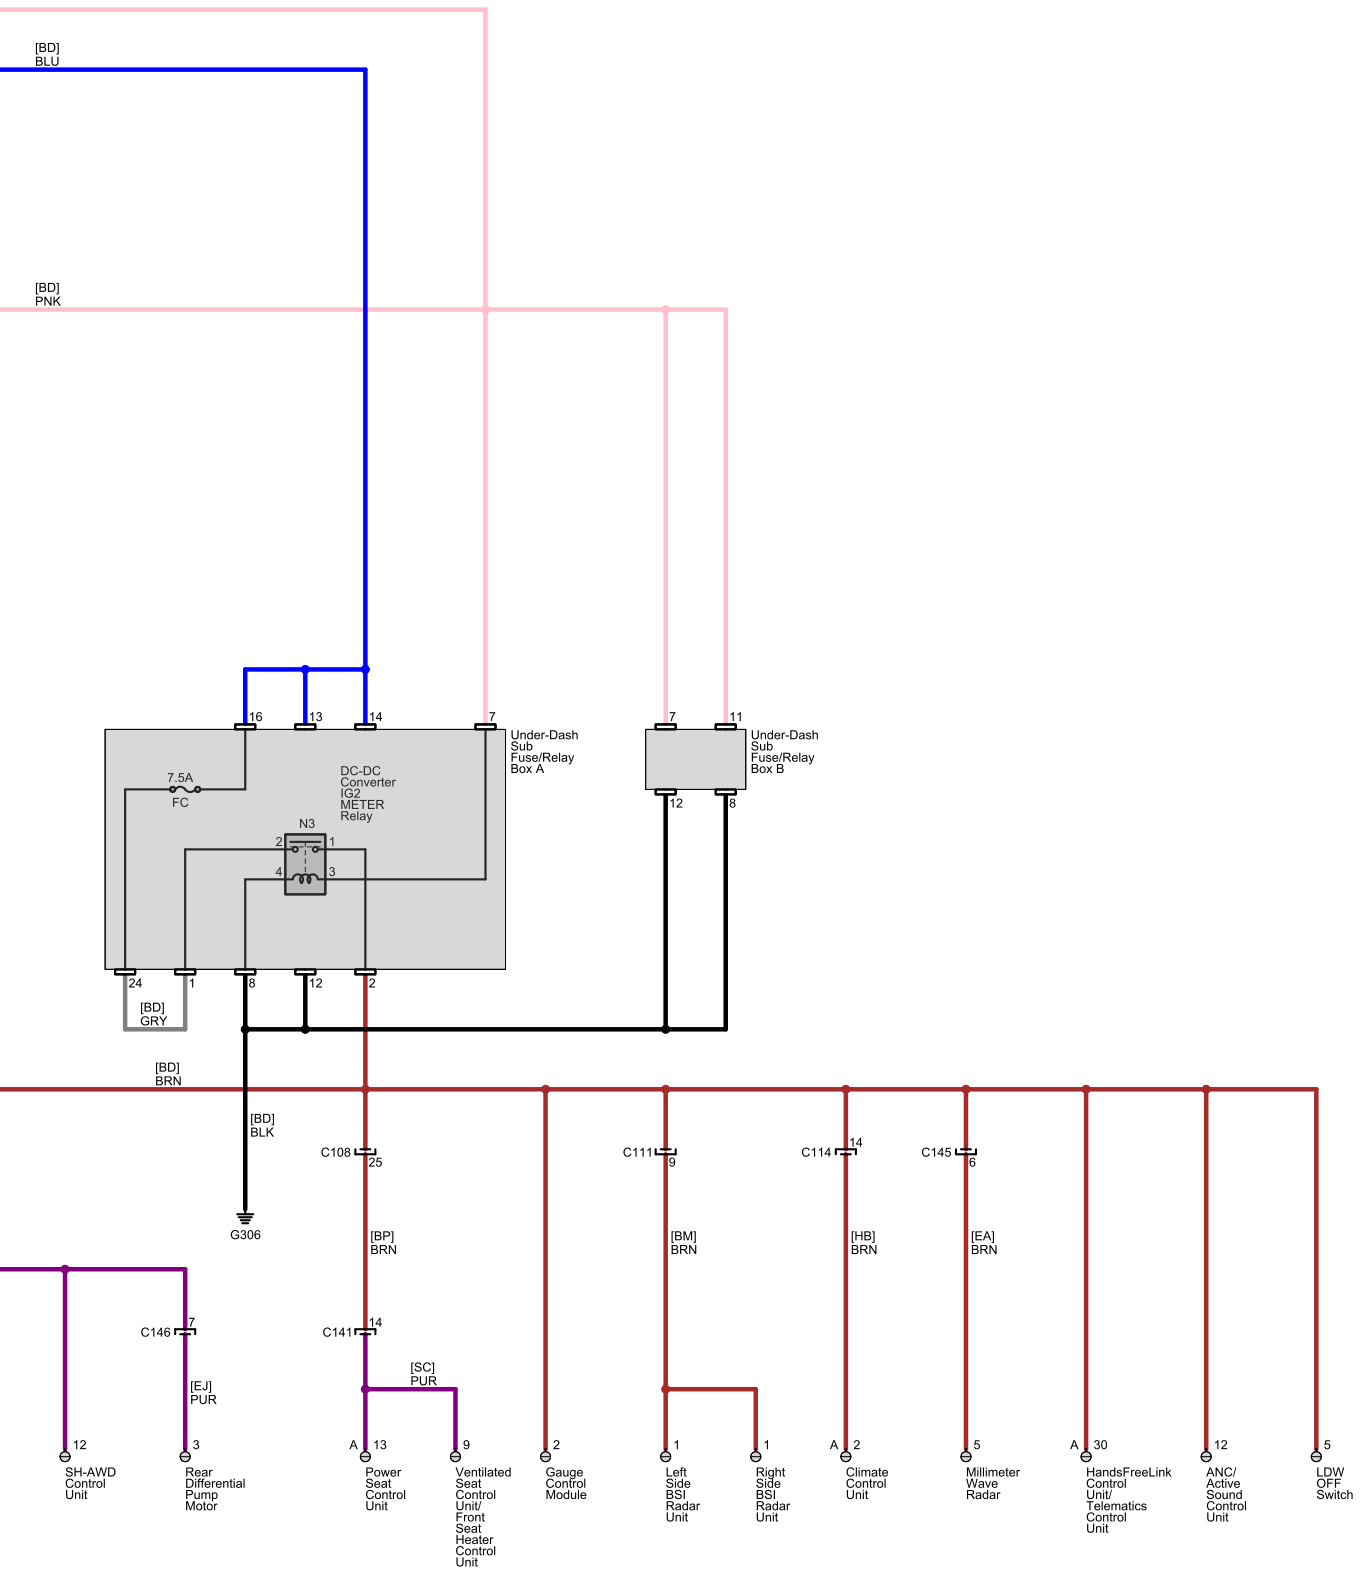 [BD]
BLU
[BD]
PNK
16
13
14
7
Under-Dash
Sub
Fuse/Relay
Box A
7
11
Under-Dash
Sub
Fuse/Relay
Box B
7.5A
FC
DC-DC
Converter
IG2
METER
Relay
N3
2
1
4
3
12
8
24
1
8
12
2
[BD]
GRY
[BD]
BRN
[BD]
BLK
C108
25
C111
9
C114
14
C145
6
G306
[BP]
BRN
[BM]
BRN
[HB]
BRN
[EA]
BRN
C146
7
C141
14
[EJ]
PUR
[SC]
PUR
12
SH-AWD
Control
Unit
3
Rear
Differential
Pump
Motor
A 13
Power
Seat
Control
Unit
9
Ventilated
Seat
Control
Unit/
Front
Seat
Heater
Control
Unit
2
Gauge
Control
Module
1
Left
Side
BSI
Radar
Unit
1
Right
Side
BSI
Radar
Unit
A 2
Climate
Control
Unit
5
Millimeter
Wave
Radar
A 30
HandsFreeLink
Control
Unit/
Telematics
Control
Unit
12
ANC/
Active
Sound
Control
Unit
5
LDW
OFF
Switch